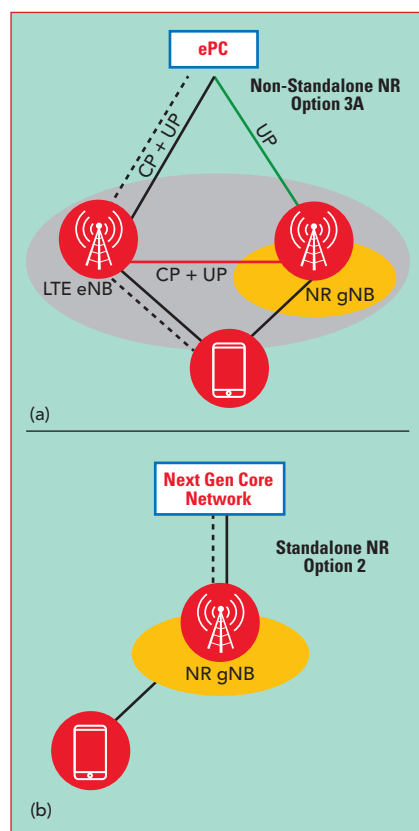 ePC
Non-Standalone NR
Option 3A
CP + UP
UP
CP + UP
LTE eNB
NR gNB
(a)
Next Gen Core
Network
Standalone NR
Option 2
NR gNB
(b)